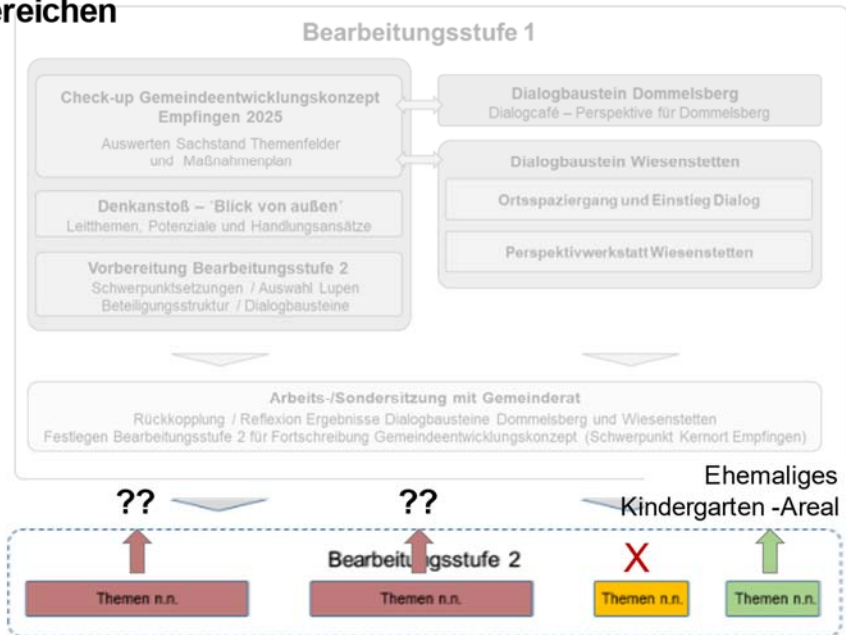 ereichen
Bearbeitungsstufe 1
Check-up Gemeindeentwicklungskonzept
Empfingen 2025
Auswerten Sachstand Themenfelder
und Maßnahmenplan
Denkanstoß – ´Blick von außen´
Leitthemen, Potenziale und Handlungsansätze
Vorbereitung Bearbeitungsstufe 2
Schwerpunktsetzungen / Auswahl Lupen
Beteiligungsstruktur / Dialogbausteine
Dialogbaustein Dommelsberg
Dialogcafé – Perspektive für Dommelsberg
Dialogbaustein Wiesenstetten
Ortsspaziergang und Einstieg Dialog
Perspektivwerkstatt Wiesenstetten
Arbeits-/Sondersitzung mit Gemeinderat
Rückkopplung / Reflexion Ergebnisse Dialogbausteine Dommelsberg und Wiesenstetten
Festlegen Bearbeitungsstufe 2 für Fortschreibung Gemeindeentwicklungskonzept (Schwerpunkt Kernort Empfingen)
??
??
Ehemaliges
Kindergarten -Areal
Bearbeitungsstufe 2
X
Themen n.n.
Themen n.n.
Themen n.n.
Themen n.n.